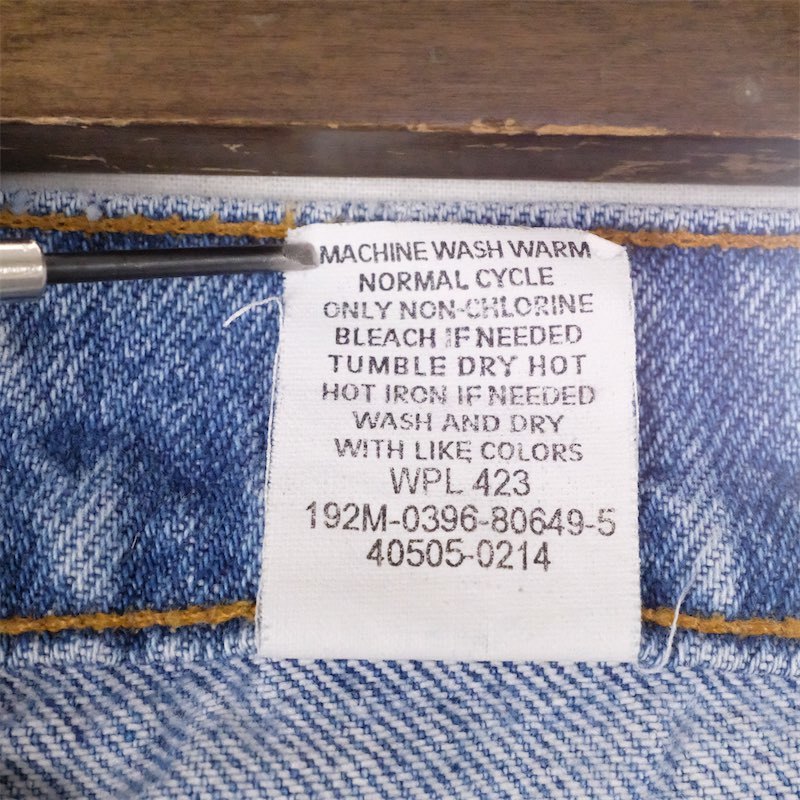 MACHINE WASH WARM
NORMAL CYCLE
ONLY NON-CHLORINE
BLEACH IF NEEDED
TUMBLE DRY HOT
HOT IRON IF NEEDED
WASH AND DRY
WITH LIKE COLORS
WPL 423
192M-0396-80649-5
40505-0214